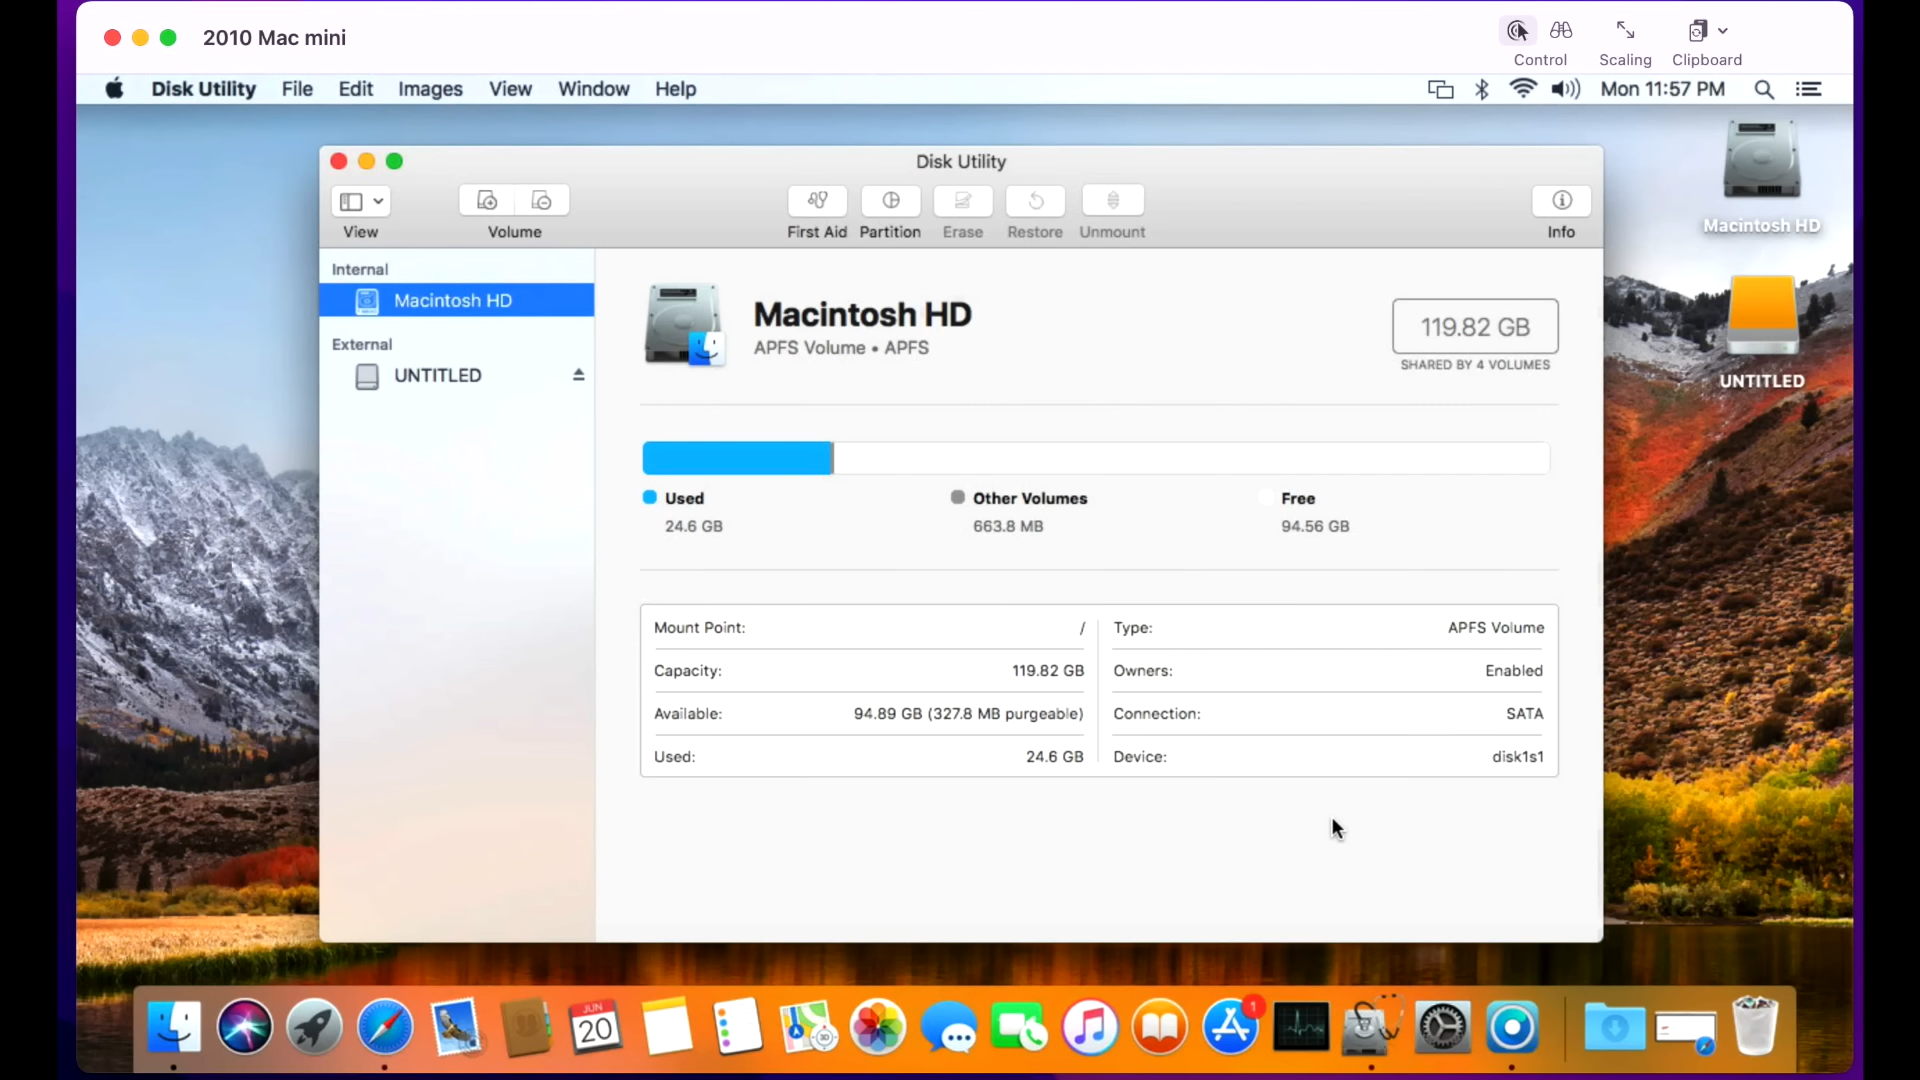 2010 Mac mini
Control
Scaling
Clipboard
Disk Utility File Edit Images View Window Help
Mon 11:57 PM
Disk Utility
View
Volume
First Aid
Partition
Erase
Restore
Unmount
Info
Internal
Macintosh HD
External
UNTITLED
Macintosh HD
APFS Volume • APFS
119.82 GB
SHARED BY 4 VOLUMES
Used
24.6 GB
Other Volumes
663.8 MB
Free
94.56 GB
Mount Point: /
Capacity: 119.82 GB
Available: 94.89 GB (327.8 MB purgeable)
Used: 24.6 GB
Type: APFS Volume
Owners: Enabled
Connection: SATA
Device: disk1s1
Macintosh HD
UNTITLED
JUN
20
1